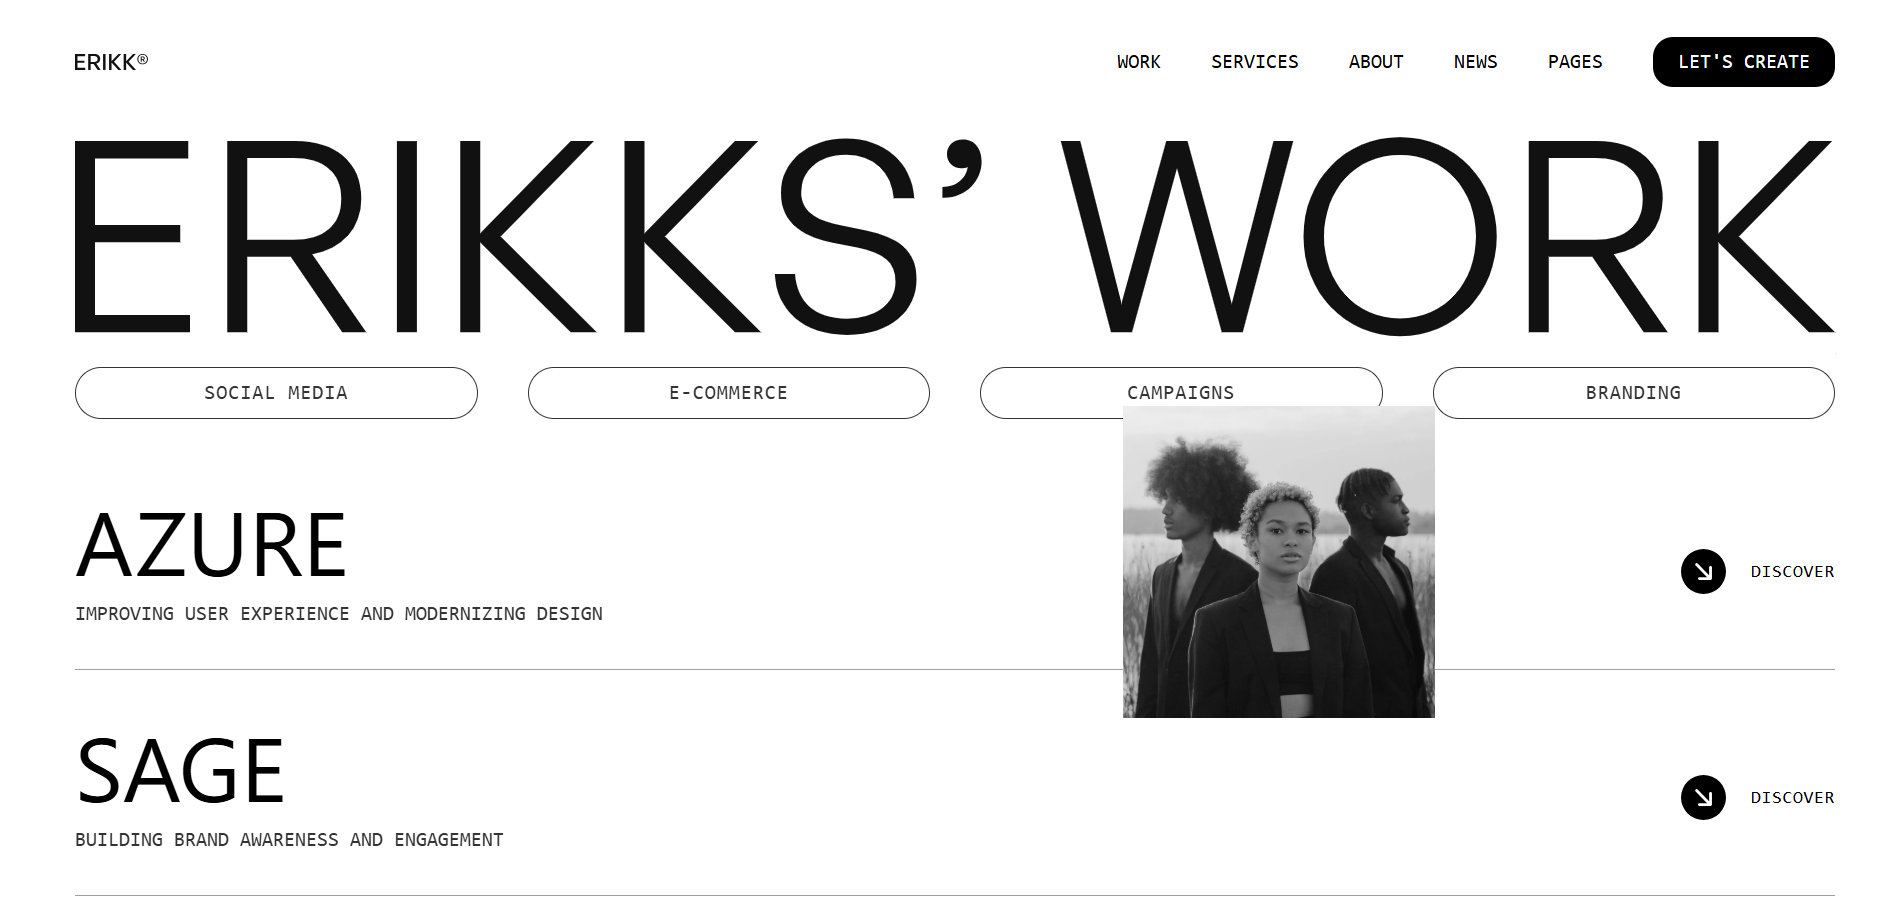 ERIKK®
WORK SERVICES ABOUT NEWS PAGES LET'S CREATE
ERIKKS’ WORK
SOCIAL MEDIA E-COMMERCE CAMPAIGNS BRANDING
AZURE
IMPROVING USER EXPERIENCE AND MODERNIZING DESIGN
DISCOVER
SAGE
BUILDING BRAND AWARENESS AND ENGAGEMENT
DISCOVER